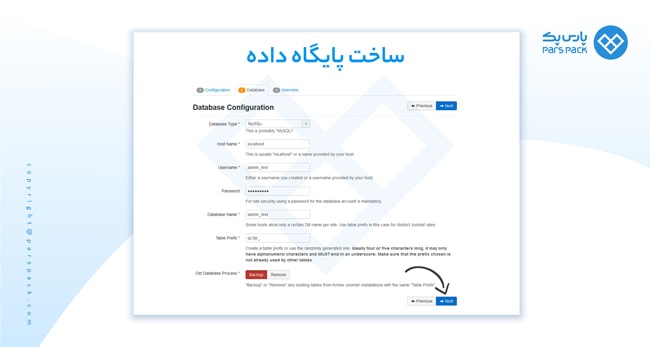 پارس پک
PARS PACK
ساخت پایگاه داده
1 Configuration 2 Database 3 Overview
Database Configuration
Previous Next
Database Type * MySQLi
This is probably "MySQLi"
Host Name * localhost
This is usually "localhost" or a name provided by your host.
Username * admin_test
Either a username you created or a username provided by your host.
Password •••••••••
For site security using a password for the database account is mandatory.
Database Name * admin_test
Some hosts allow only a certain DB name per site. Use table prefix in this case for distinct Joomla! sites.
Table Prefix *
Create a table prefix or use the randomly generated one. Ideally four or five characters long, it may only
have alphanumeric characters and MUST end in an underscore. Make sure that the prefix chosen is
not already used by other tables.
Old Database Process * Backup Remove
"Backup" or "Remove" any existing tables from former Joomla! installations with the same "Table Prefix".
Previous Next
copyright@parspack.com